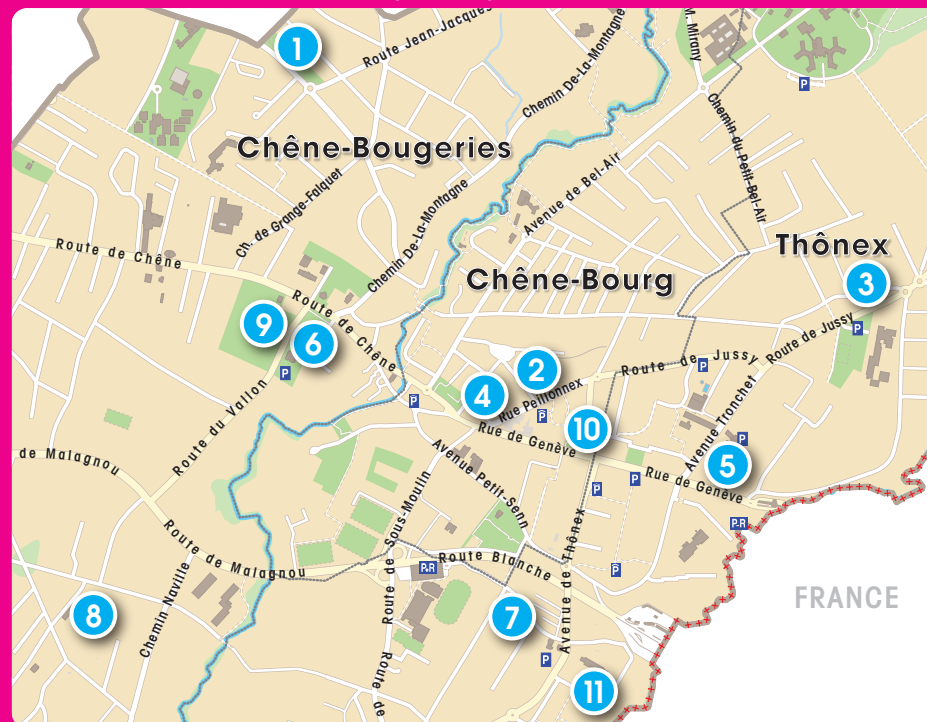 1
Route Jean-Jacques
M. Mirany
P
Chemin De-La-Montagne
Chemin du Petit-Bel-Air
Chêne-Bougeries
Avenue de Bel-Air
Ch. de Grange-Falquet
Chemin De-La-Montagne
Route de Chêne
Thônex
Chêne-Bourg
3
Route de Chêne
9
6
Route de Jussy
P
Route de Jussy
P
2
P
4
Rue Peillonnex
P
P
Route du Vallon
10
Rue de Genève
Avenue Tronchet
P
5
de Malagnou
Avenue Petit-Senn
P
Rue de Genève
P
P
Route de Sous-Moulin
P+R
Route de Malagnou
Route Blanche
Avenue de Thônex
P+R
P
FRANCE
8
Chemin Naville
7
Route de
P
11